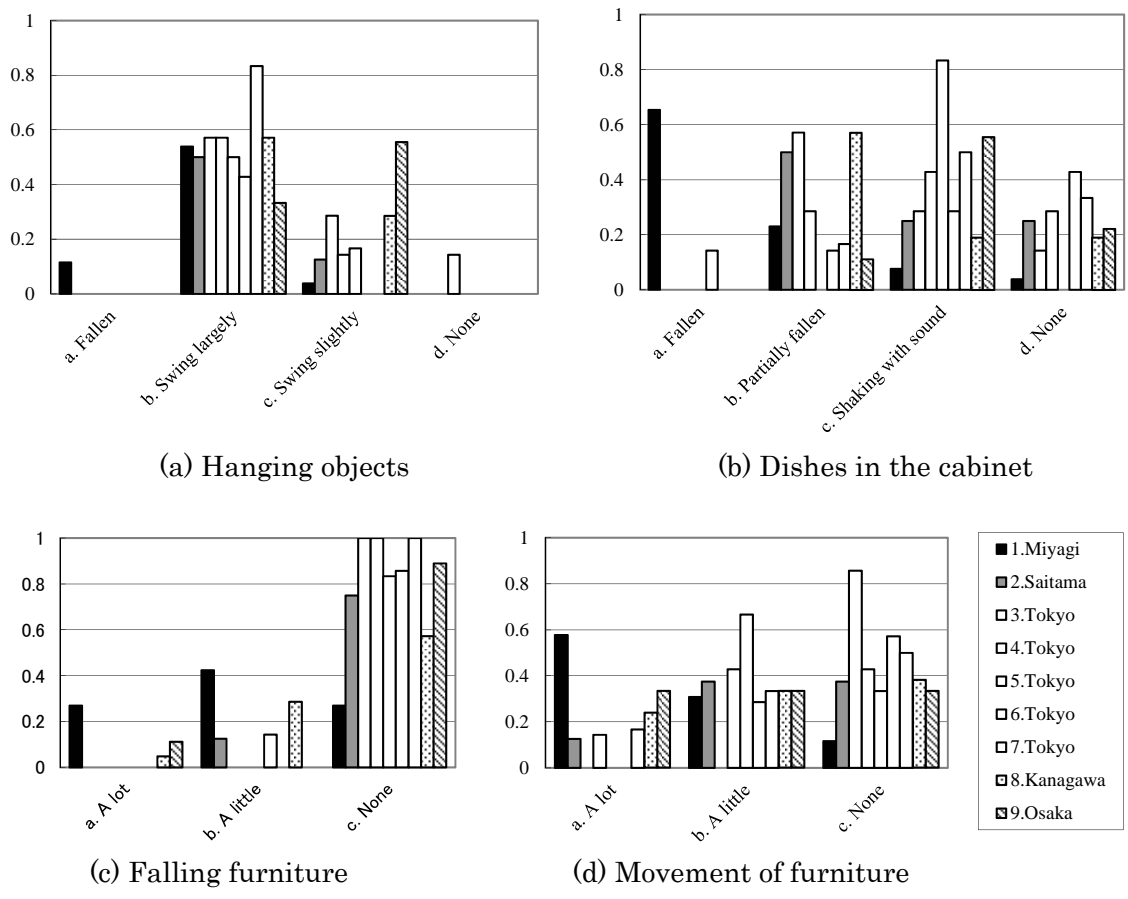 1
0.8
0.6
0.4
0.2
0
a. Fallen
b. Swing largely
c. Swing slightly
d. None
(a) Hanging objects
1
0.8
0.6
0.4
0.2
0
a. Fallen
b. Partially fallen
c. Shaking with sound
d. None
(b) Dishes in the cabinet
1
0.8
0.6
0.4
0.2
0
a. A lot
b. A little
c. None
(c) Falling furniture
1
0.8
0.6
0.4
0.2
0
a. A lot
b. A little
c. None
(d) Movement of furniture
1.Miyagi
2.Saitama
3.Tokyo
4.Tokyo
5.Tokyo
6.Tokyo
7.Tokyo
8.Kanagawa
9.Osaka